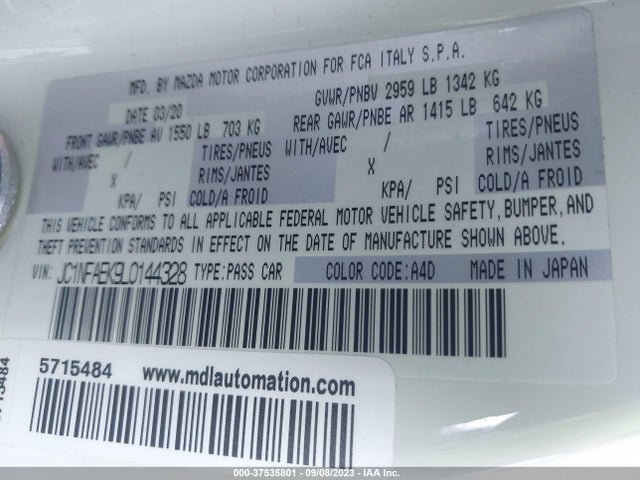 MFD. BY MAZDA MOTOR CORPORATION FOR FCA ITALY S.P.A.
DATE 03/20 GVWR/PNBV 2959 LB 1342 KG
FRONT GAWR/PNBE AV 1550 LB 703 KG REAR GAWR/PNBE AR 1415 LB 642 KG
WITH/AVEC / TIRES/PNEUS WITH/AVEC / TIRES/PNEUS
X RIMS/JANTES X RIMS/JANTES
KPA/ PSI COLD/A FROID KPA/ PSI COLD/A FROID
THIS VEHICLE CONFORMS TO ALL APPLICABLE FEDERAL MOTOR VEHICLE SAFETY, BUMPER, AND
THEFT PREVENTION STANDARDS IN EFFECT ON THE DATE OF MANUFACTURE SHOWN ABOVE.
VIN: JC1NFAEK9L0144328 TYPE:PASS CAR COLOR CODE:A4D MADE IN JAPAN
5715484 www.mdlautomation.com
000-37535801 - 09/08/2023 - IAA Inc.